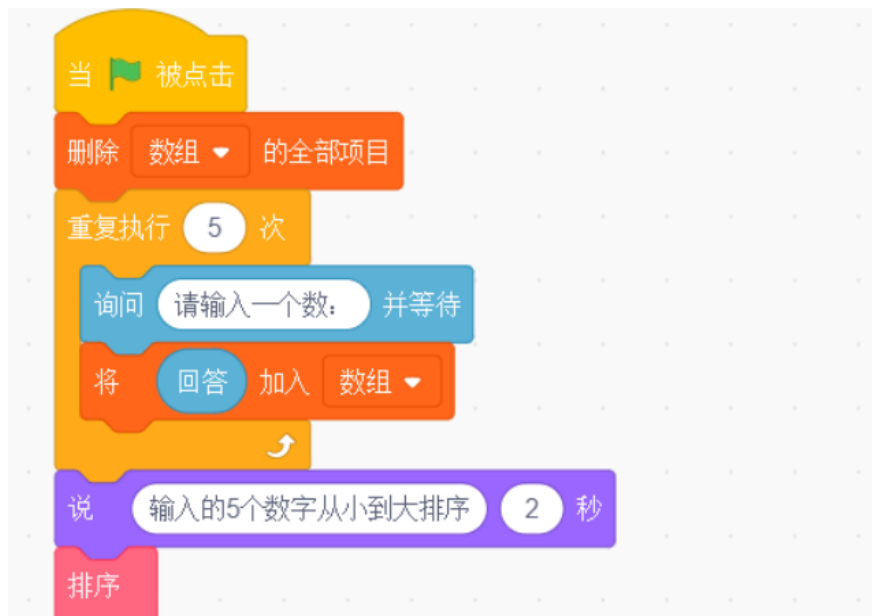 当 被点击
删除 数组 的全部项目
重复执行 5 次
询问 请输入一个数： 并等待
将 回答 加入 数组
说 输入的5个数字从小到大排序 2 秒
排序